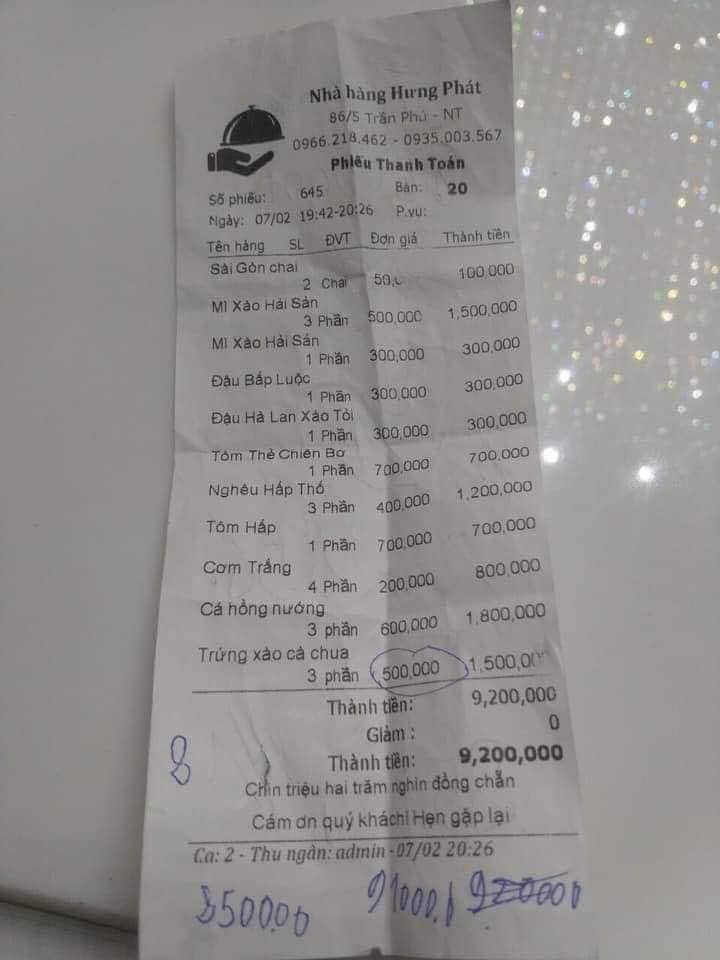 Nhà hàng Hưng Phát
86/5 Trần Phú - NT
0966.218.462 - 0935.003.567
Phiếu Thanh Toán
Số phiếu: 645 Bàn: 20
Ngày: 07/02 19:42-20:26 P.vụ:
Tên hàng SL ĐVT Đơn giá Thành tiền
Sài Gòn chai
2 Chai 100,000
Mì Xào Hải Sản
3 Phần 500,000 1,500,000
Mì Xào Hải Sản
1 Phần 300,000 300,000
Đậu Bắp Luộc
1 Phần 300,000 300,000
Đậu Hà Lan Xào Tỏi
1 Phần 300,000 300,000
Tôm Thẻ Chiên Bơ
1 Phần 700,000 700,000
Nghêu Hấp Thố
3 Phần 400,000 1,200,000
Tôm Hấp
1 Phần 700,000 700,000
Cơm Trắng
4 Phần 200,000 800,000
Cá hồng nướng
3 phần 600,000 1,800,000
Trứng xào cà chua
3 phần 500,000
Thành tiền: 9,200,000
Giảm : 0
Thành tiền: 9,200,000
Chín triệu hai trăm nghìn đồng chẵn
Cám ơn quý khách! Hẹn gặp lại
Ca: 2 - Thu ngân: admin -07/02 20:26